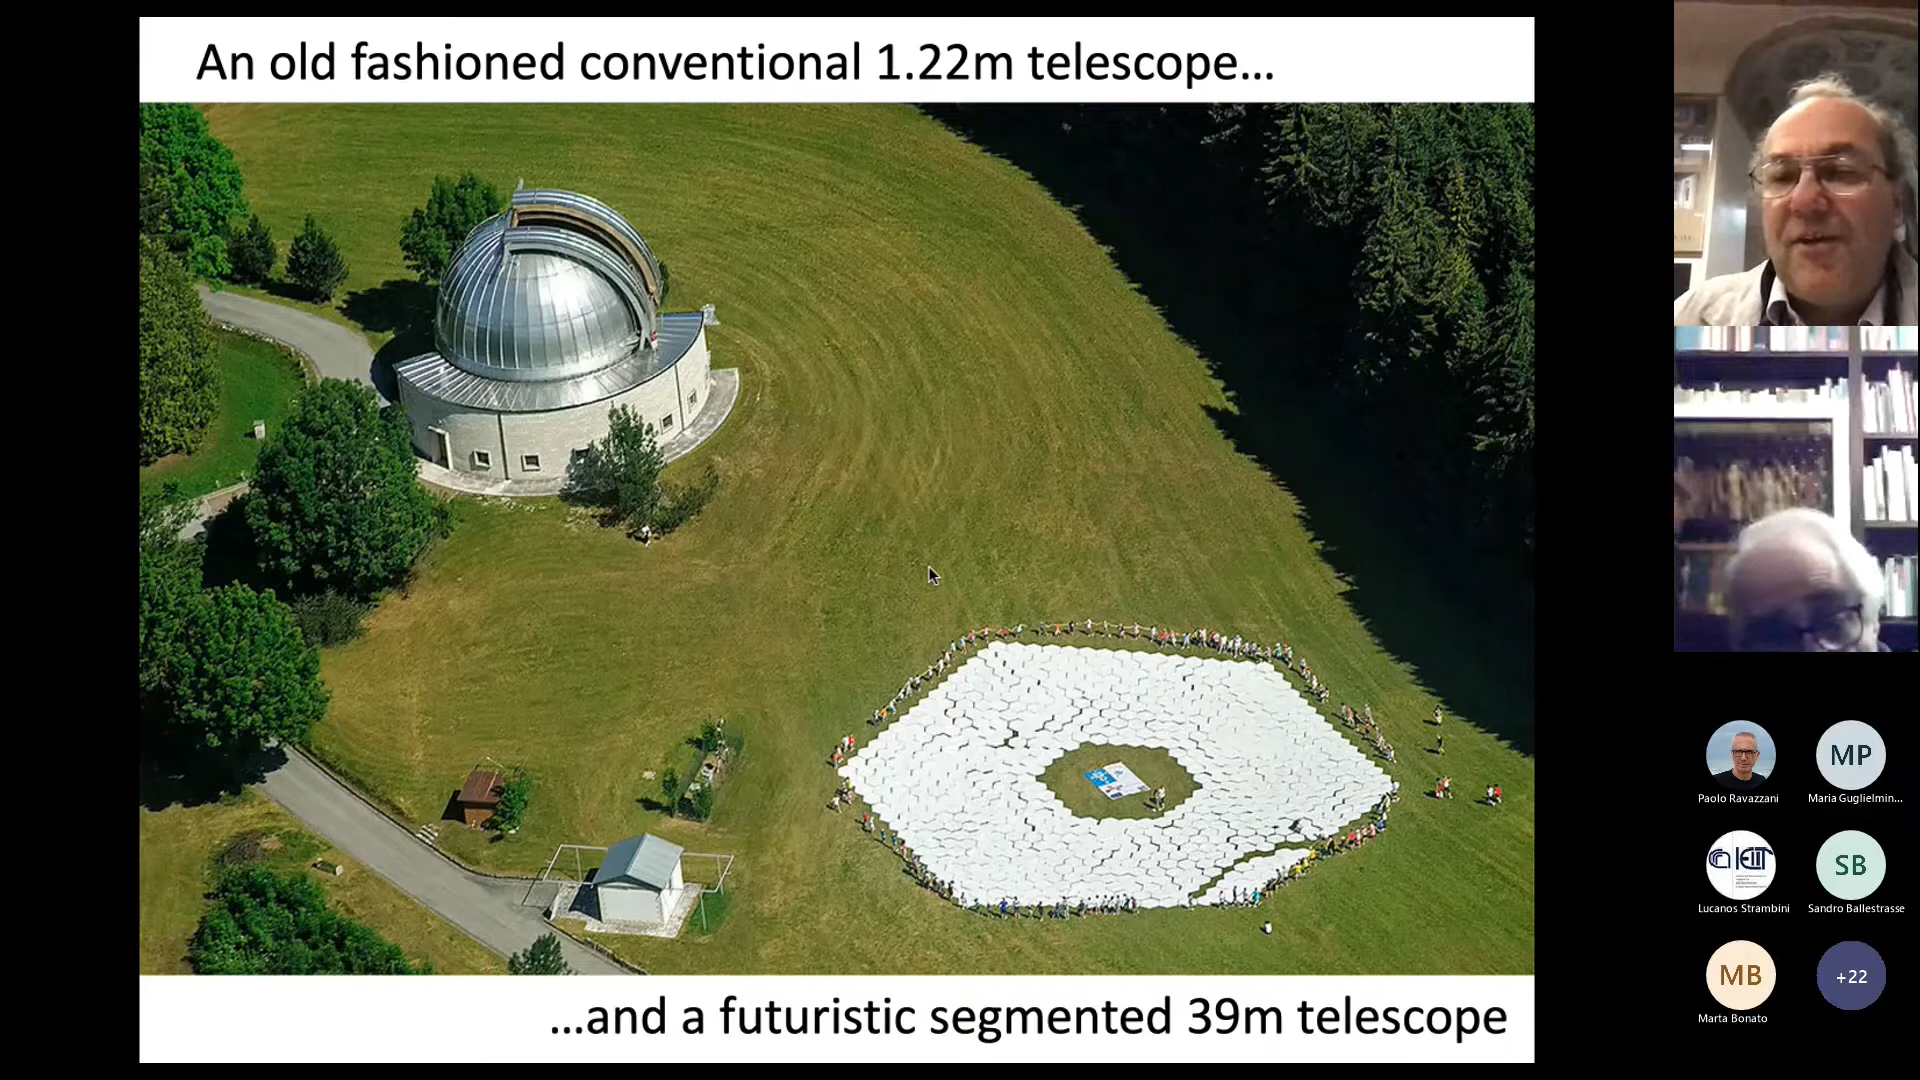 An old fashioned conventional 1.22m telescope...
...and a futuristic segmented 39m telescope
Paolo Ravazzani
MP
Maria Guglielmin...
IEIIT
Lucanos Strambini
SB
Sandro Ballestrasse
MB
Marta Bonato
+22